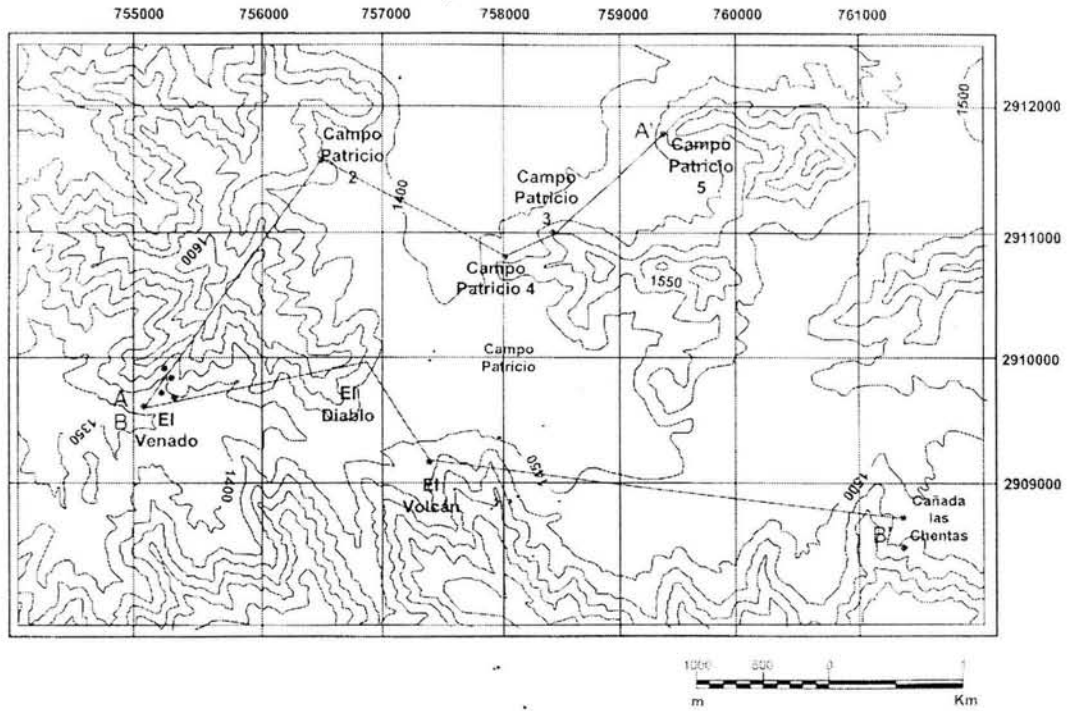 755000 756000 757000 758000 759000 760000 761000
1500
2912000
A'
Campo
Patricio
2
Campo
Patricio
5
1400
Campo
Patricio
3
2911000
1600
Campo
Patricio 4
1550
Campo
Patricio
2910000
A
B
El
Venado
El
Diablo
1350
1400
1450
El
Volcán
1500
2909000
Cañada
las
Chentas
B'
1000 500 0 1
m Km